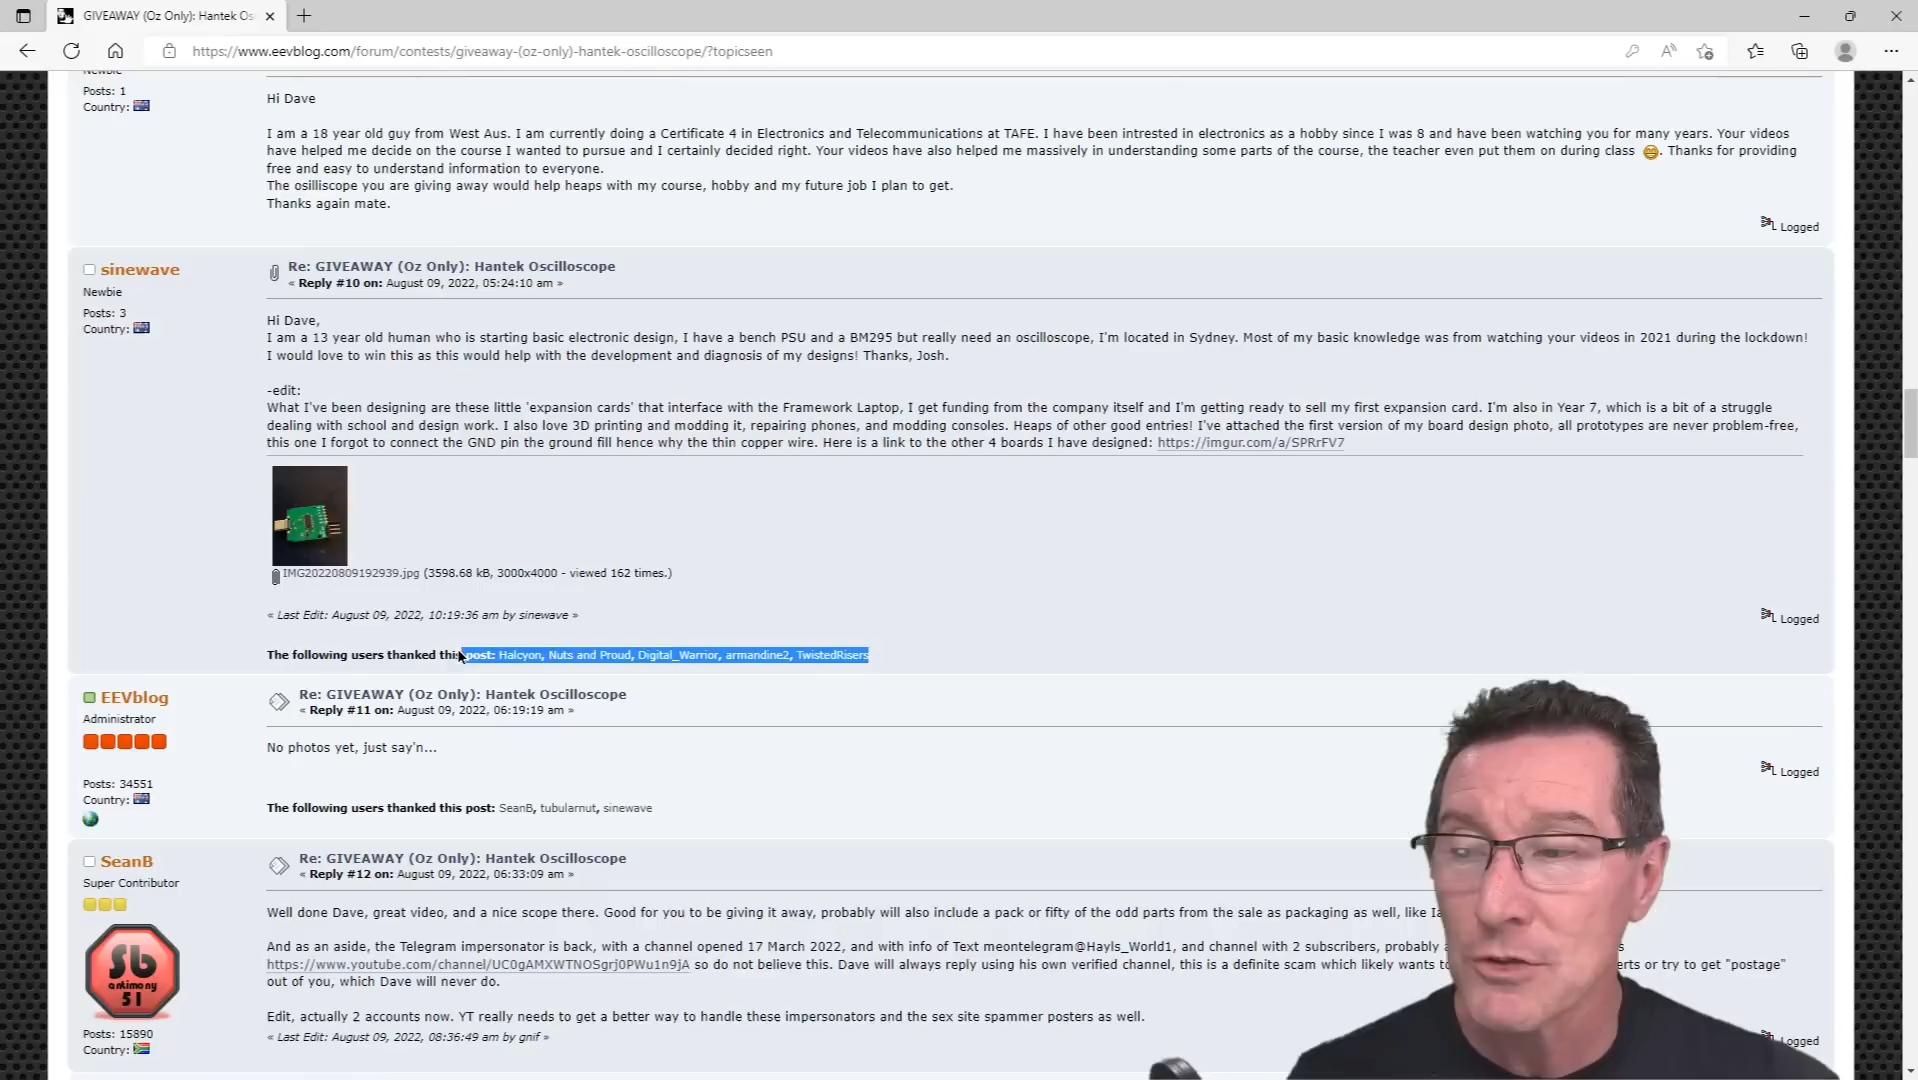 GIVEAWAY (Oz Only): Hantek Os
https://www.eevblog.com/forum/contests/giveaway-(oz-only)-hantek-oscilloscope/?topicseen
Newbie
Posts: 1
Country:
Hi Dave
I am a 18 year old guy from West Aus. I am currently doing a Certificate 4 in Electronics and Telecommunications at TAFE. I have been intrested in electronics as a hobby since I was 8 and have been watching you for many years. Your videos
have helped me decide on the course I wanted to pursue and I certainly decided right. Your videos have also helped me massively in understanding some parts of the course, the teacher even put them on during class . Thanks for providing
free and easy to understand information to everyone.
The osilliscope you are giving away would help heaps with my course, hobby and my future job I plan to get.
Thanks again mate.
Logged
sinewave
Newbie
Posts: 3
Country:
Re: GIVEAWAY (Oz Only): Hantek Oscilloscope
« Reply #10 on: August 09, 2022, 05:24:10 am »
Hi Dave,
I am a 13 year old human who is starting basic electronic design, I have a bench PSU and a BM295 but really need an oscilloscope, I'm located in Sydney. Most of my basic knowledge was from watching your videos in 2021 during the lockdown!
I would love to win this as this would help with the development and diagnosis of my designs! Thanks, Josh.
-edit:
What I've been designing are these little 'expansion cards' that interface with the Framework Laptop, I get funding from the company itself and I'm getting ready to sell my first expansion card. I'm also in Year 7, which is a bit of a struggle
dealing with school and design work. I also love 3D printing and modding it, repairing phones, and modding consoles. Heaps of other good entries! I've attached the first version of my board design photo, all prototypes are never problem-free,
this one I forgot to connect the GND pin the ground fill hence why the thin copper wire. Here is a link to the other 4 boards I have designed: https://imgur.com/a/SPRrFV7
IMG20220809192939.jpg (3598.68 kB, 3000x4000 - viewed 162 times.)
« Last Edit: August 09, 2022, 10:19:36 am by sinewave »
Logged
The following users thanked this post: Halcyon, Nuts and Proud, Digital_Warrior, armandine2, TwistedRisers
EEVblog
Administrator
Posts: 34551
Country:
Re: GIVEAWAY (Oz Only): Hantek Oscilloscope
« Reply #11 on: August 09, 2022, 06:19:19 am »
No photos yet, just say'n...
Logged
The following users thanked this post: SeanB, tubularnut, sinewave
SeanB
Super Contributor
Sb
antimony
51
Posts: 15890
Country:
Re: GIVEAWAY (Oz Only): Hantek Oscilloscope
« Reply #12 on: August 09, 2022, 06:33:09 am »
Well done Dave, great video, and a nice scope there. Good for you to be giving it away, probably will also include a pack or fifty of the odd parts from the sale as packaging as well, like
And as an aside, the Telegram impersonator is back, with a channel opened 17 March 2022, and with info of Text meontelegram@Hayls_World1, and channel with 2 subscribers, probably
https://www.youtube.com/channel/UC0gAMXWTNOSgrj0PWu1n9jA so do not believe this. Dave will always reply using his own verified channel, this is a definite scam which likely wants to or try to get "postage"
out of you, which Dave will never do.
Edit, actually 2 accounts now. YT really needs to get a better way to handle these impersonators and the sex site spammer posters as well.
« Last Edit: August 09, 2022, 08:36:49 am by gnif »
Logged